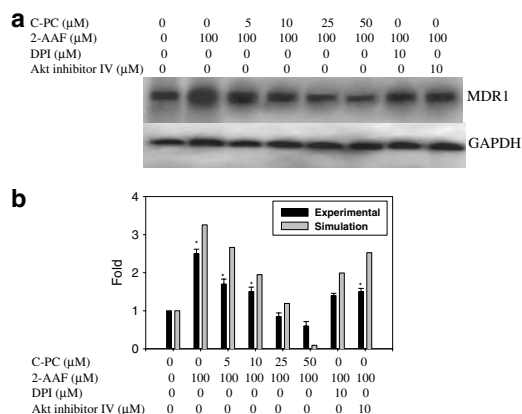 a
C-PC (μM) 0 0 5 10 25 50 0 0
2-AAF(μM) 0 100 100 100 100 100 100 100
DPI (μM) 0 0 0 0 0 0 10 0
Akt inhibitor IV (μM) 0 0 0 0 0 0 0 10
MDR1
GAPDH
b
4
3
2
1
0
Fold
Experimental
Simulation
* * * *
C-PC (μM) 0 0 5 10 25 50 0 0
2-AAF (μM) 0 100 100 100 100 100 100 100
DPI (μM) 0 0 0 0 0 0 10 0
Akt inhibitor IV (μM) 0 0 0 0 0 0 0 10